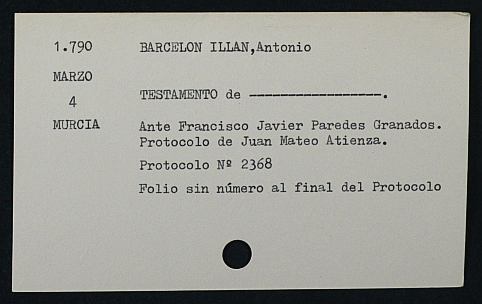 1.790 BARCELON ILLAN,Antonio
MARZO
4 TESTAMENTO de -----------------.
MURCIA Ante Francisco Javier Paredes Granados.
Protocolo de Juan Mateo Atienza.
Protocolo Nº 2368
Folio sin número al final del Protocolo